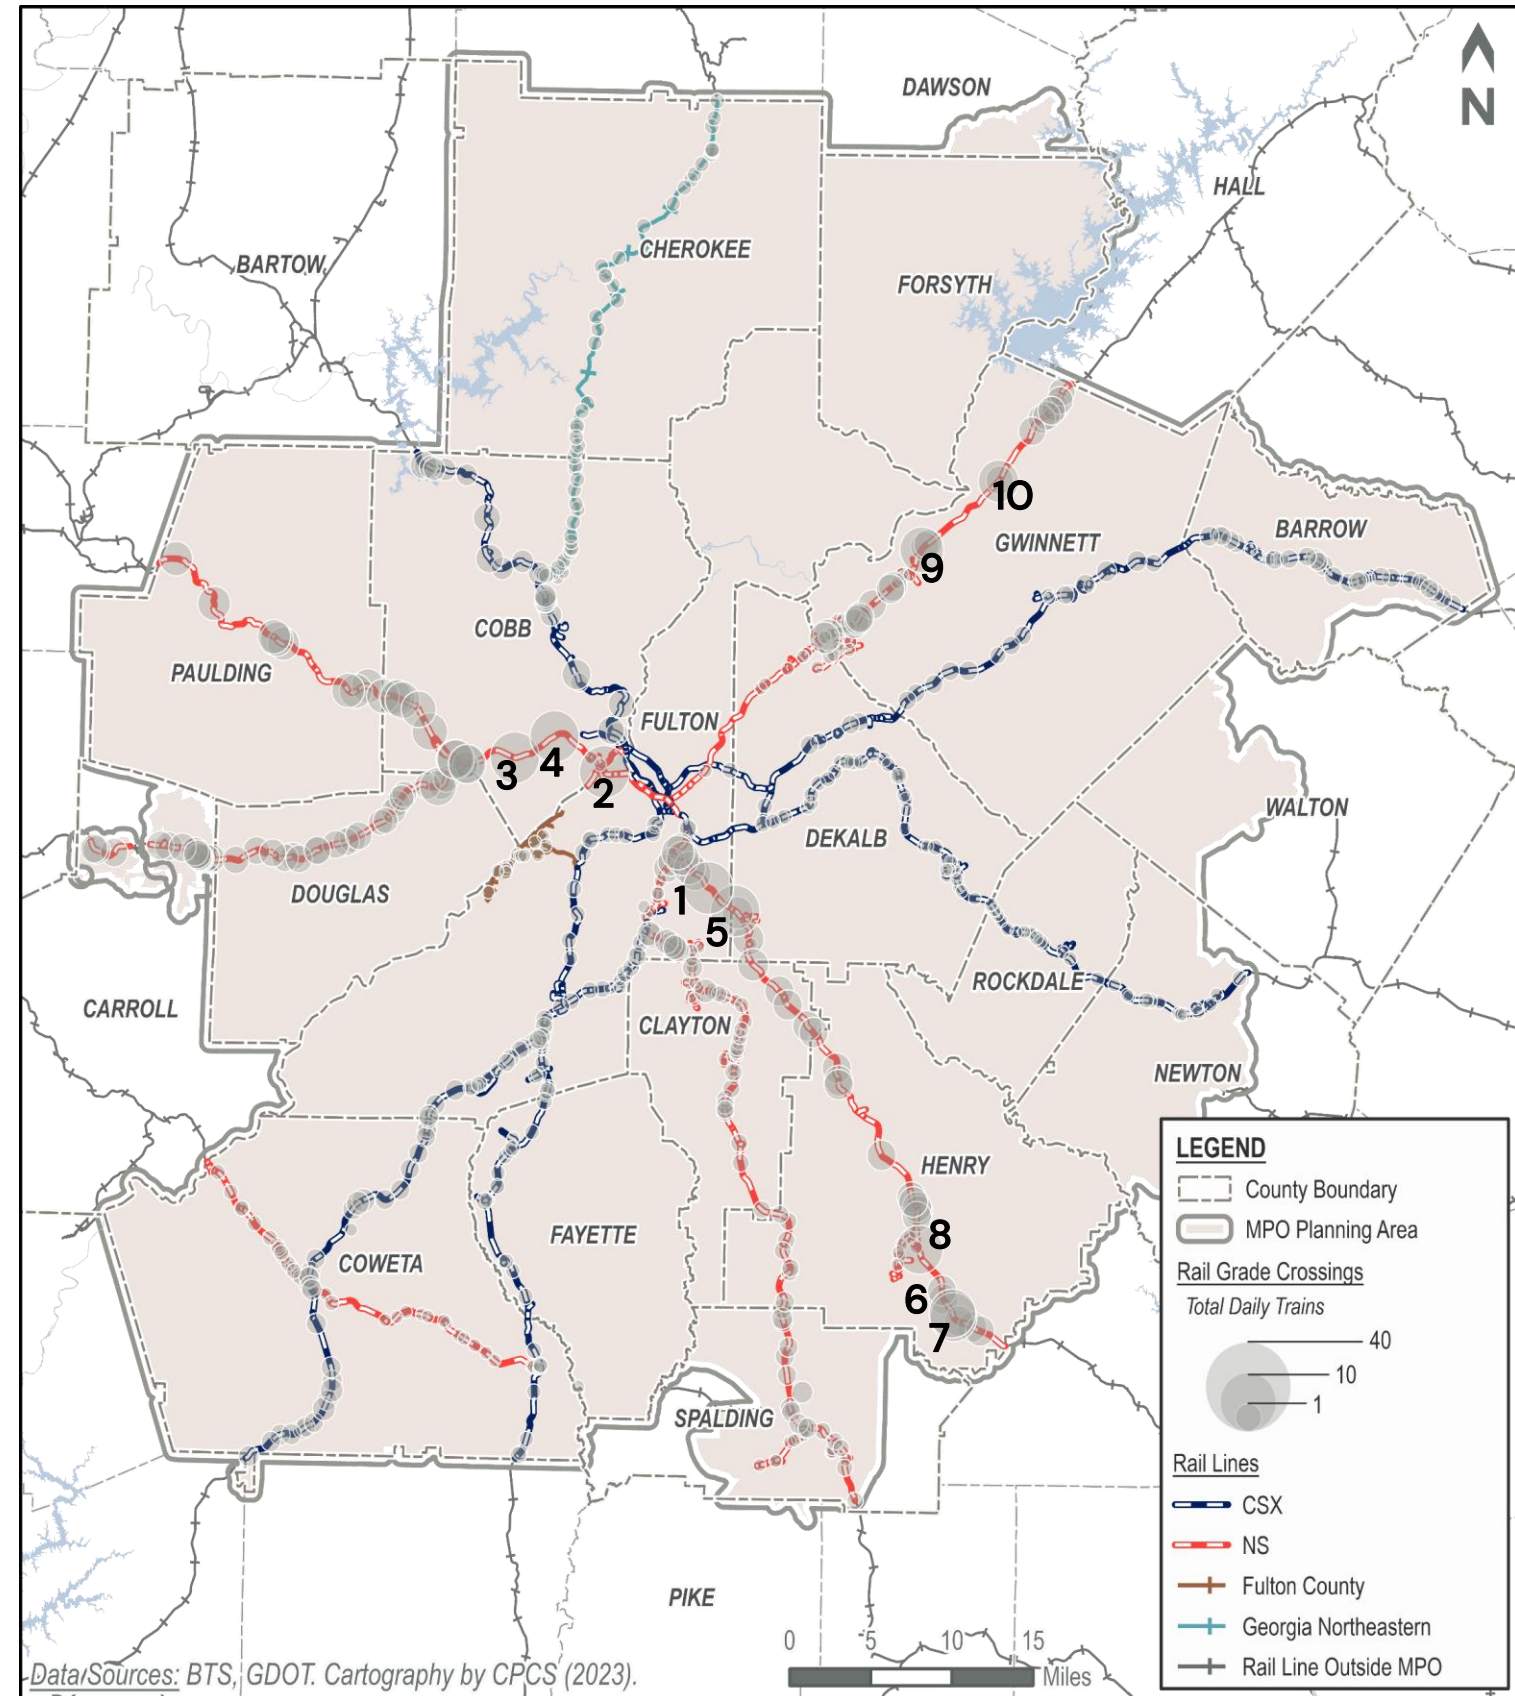 N
DAWSON
HALL
CHEROKEE
BARTOW
FORSYTH
10
BARROW
GWINNETT
9
COBB
PAULDING
FULTON
4
3
2
WALTON
DEKALB
DOUGLAS
1
5
ROCKDALE
CARROLL
CLAYTON
NEWTON
HENRY
8
FAYETTE
COWETA
6
7
SPALDING
PIKE
LEGEND
County Boundary
MPO Planning Area
Rail Grade Crossings
Total Daily Trains
40
10
1
Rail Lines
CSX
NS
Fulton County
Georgia Northeastern
Rail Line Outside MPO
0 5 10 15
Miles
Data Sources: BTS, GDOT. Cartography by CPCS (2023).